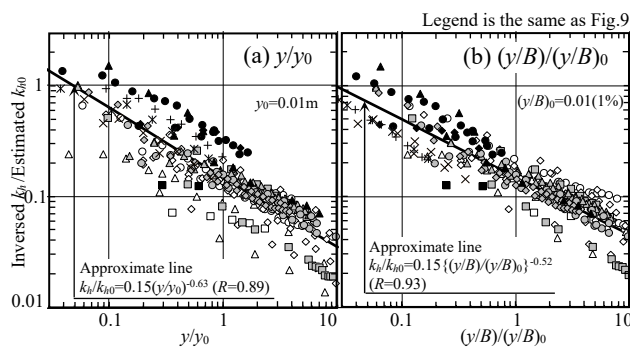 Legend is the same as Fig.9
(a) y/y0
(b) (y/B)/(y/B)0
y0=0.01m
(y/B)0=0.01(1%)
Inversed kh/Estimated kh0
1
0.1
0.01
Approximate line
kh/kh0=0.15(y/y0)-0.63 (R=0.89)
Approximate line
kh/kh0=0.15{(y/B)/(y/B)0}-0.52
(R=0.93)
0.1
1
10
0.1
1
10
y/y0
(y/B)/(y/B)0